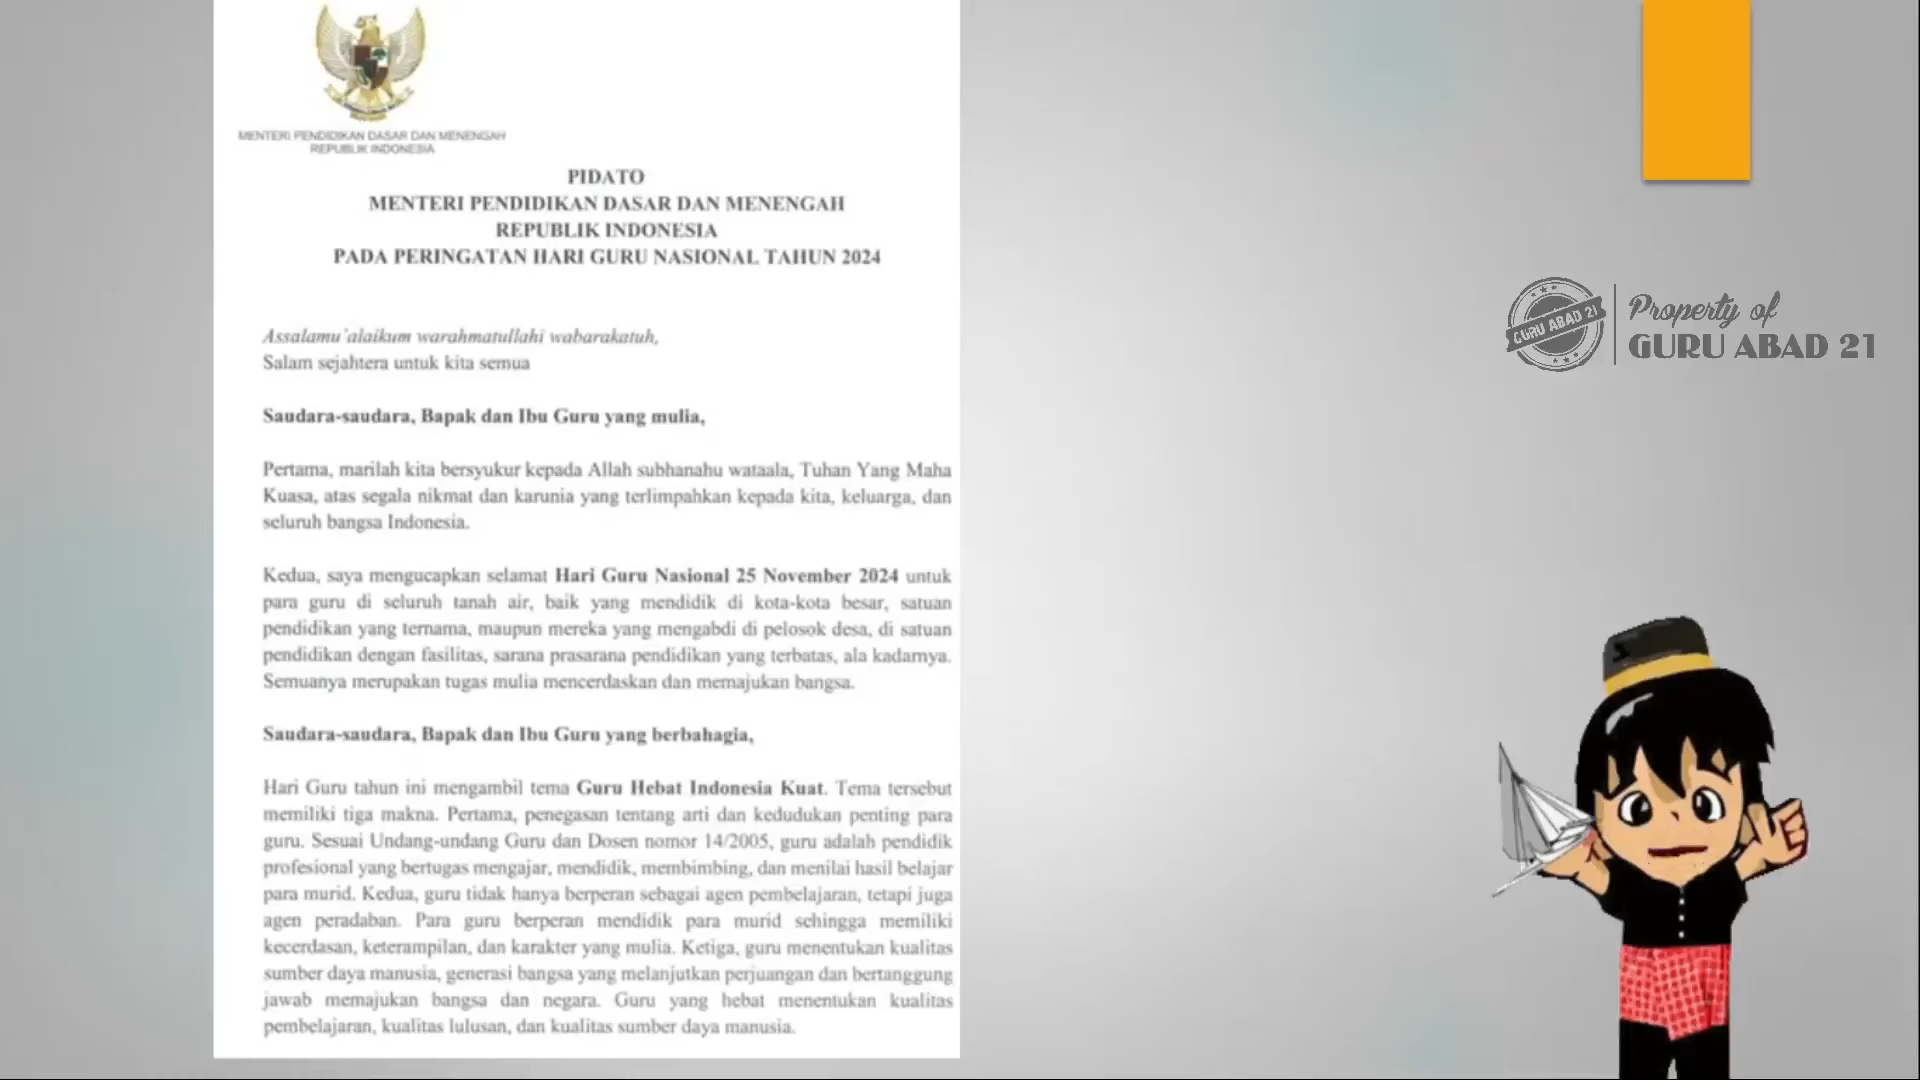 MENTERI PENDIDIKAN DASAR DAN MENENGAH
REPUBLIK INDONESIA
PIDATO
MENTERI PENDIDIKAN DASAR DAN MENENGAH
REPUBLIK INDONESIA
PADA PERINGATAN HARI GURU NASIONAL TAHUN 2024
Assalamu'alaikum warahmatullahi wabarakatuh,
Salam sejahtera untuk kita semua
Saudara-saudara, Bapak dan Ibu Guru yang mulia,
Pertama, marilah kita bersyukur kepada Allah subhanahu wataala, Tuhan Yang Maha
Kuasa, atas segala nikmat dan karunia yang terlimpahkan kepada kita, keluarga, dan
seluruh bangsa Indonesia.
Kedua, saya mengucapkan selamat Hari Guru Nasional 25 November 2024 untuk
para guru di seluruh tanah air, baik yang mendidik di kota-kota besar, satuan
pendidikan yang ternama, maupun mereka yang mengabdi di pelosok desa, di satuan
pendidikan dengan fasilitas, sarana prasarana pendidikan yang terbatas, ala kadarnya.
Semuanya merupakan tugas mulia mencerdaskan dan memajukan bangsa.
Saudara-saudara, Bapak dan Ibu Guru yang berbahagia,
Hari Guru tahun ini mengambil tema Guru Hebat Indonesia Kuat. Tema tersebut
memiliki tiga makna. Pertama, penegasan tentang arti dan kedudukan penting para
guru. Sesuai Undang-undang Guru dan Dosen nomor 14/2005, guru adalah pendidik
profesional yang bertugas mengajar, mendidik, membimbing, dan menilai hasil belajar
para murid. Kedua, guru tidak hanya berperan sebagai agen pembelajaran, tetapi juga
agen peradaban. Para guru berperan mendidik para murid sehingga memiliki
kecerdasan, keterampilan, dan karakter yang mulia. Ketiga, guru menentukan kualitas
sumber daya manusia, generasi bangsa yang melanjutkan perjuangan dan bertanggung
jawab memajukan bangsa dan negara. Guru yang hebat menentukan kualitas
pembelajaran, kualitas lulusan, dan kualitas sumber daya manusia.
GURU ABAD 21
Property of
GURU ABAD 21